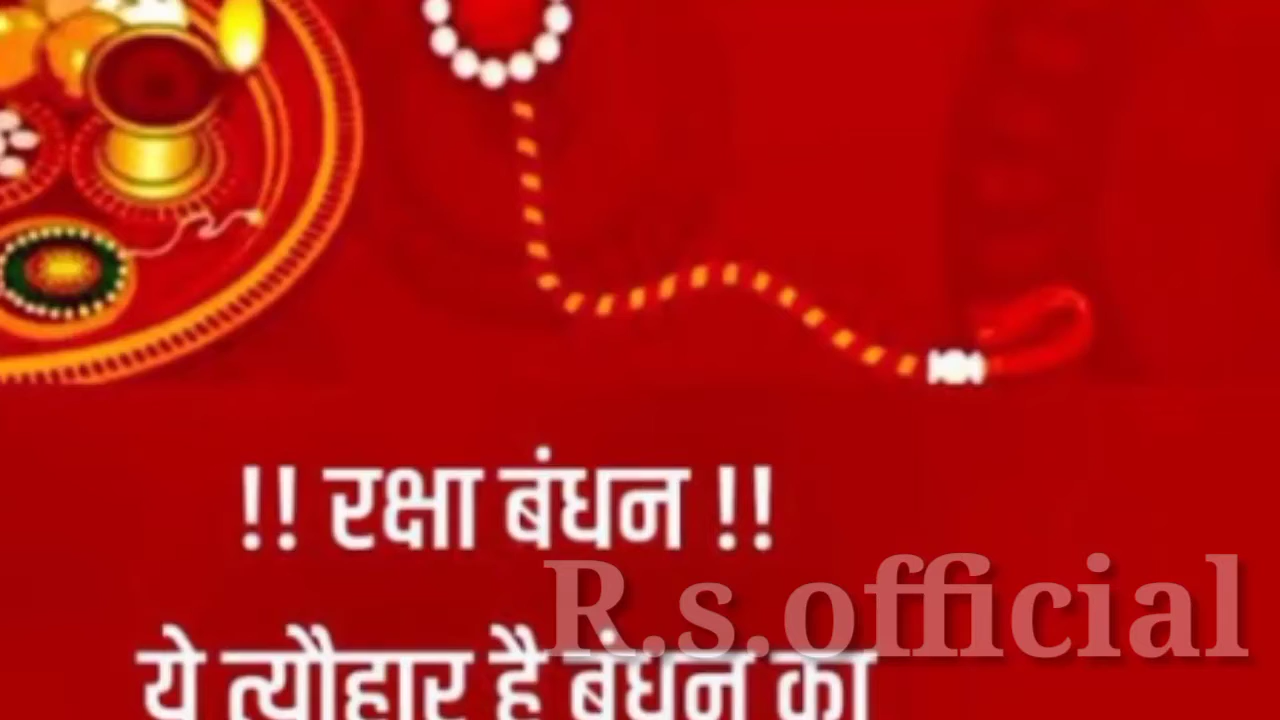 !! रक्षा बंधन !!
R.s.official
ये त्यौहार है बंधन का